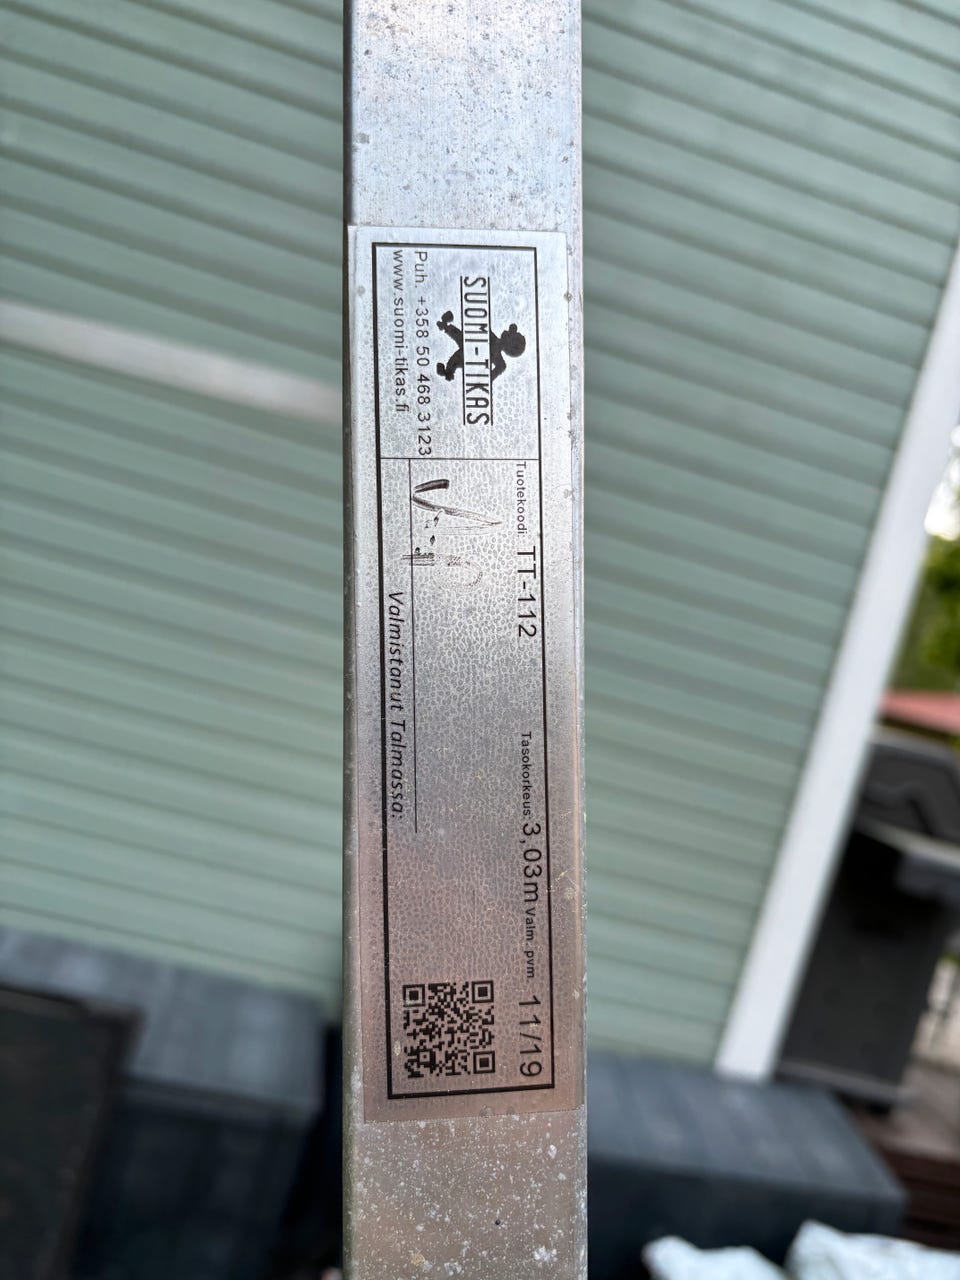 SUOMI-TIKAS
Puh. +358 50 468 3123
www.suomi-tikas.fi
Tuotekoodi: TT-112
Tasokorkeus: 3,03m
Valm. pvm. 11/19
Valmistanut Talmassa: